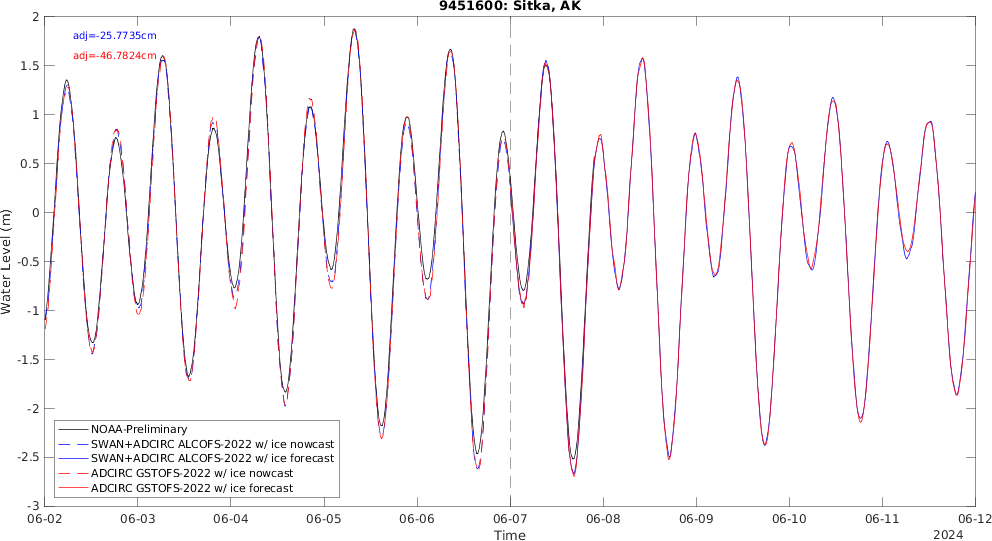 9451600: Sitka, AK
adj=-25.7735cm
adj=-46.7824cm
Water Level (m)
2
1.5
1
0.5
0
-0.5
-1
-1.5
-2
-2.5
-3
NOAA-Preliminary
SWAN+ADCIRC ALCOFS-2022 w/ ice nowcast
SWAN+ADCIRC ALCOFS-2022 w/ ice forecast
ADCIRC GSTOFS-2022 w/ ice nowcast
ADCIRC GSTOFS-2022 w/ ice forecast
06-02 06-03 06-04 06-05 06-06 06-07 06-08 06-09 06-10 06-11 06-12
Time
2024